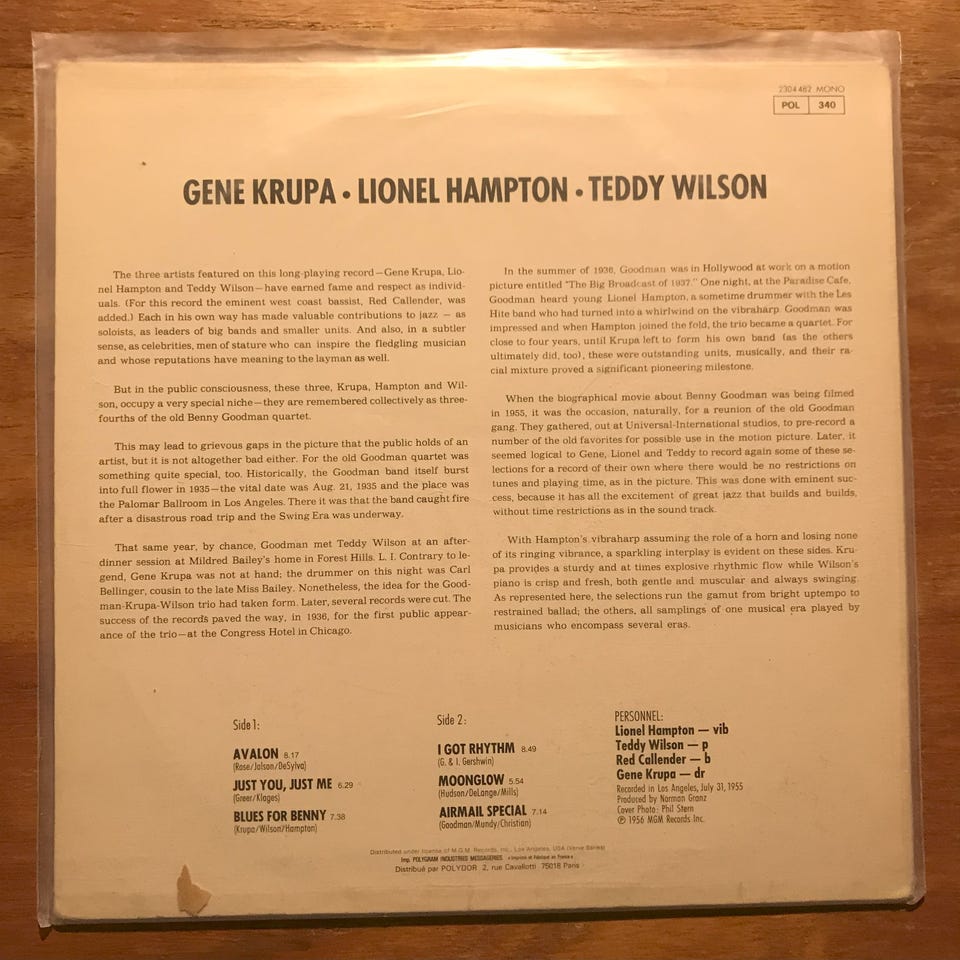 2304 462 MONO
POL 340
GENE KRUPA • LIONEL HAMPTON • TEDDY WILSON
The three artists featured on this long-playing record—Gene Krupa, Lio-
nel Hampton and Teddy Wilson—have earned fame and respect as individ-
uals. (For this record the eminent west coast bassist, Red Callender, was
added.) Each in his own way has made valuable contributions to jazz — as
soloists, as leaders of big bands and smaller units. And also, in a subtler
sense, as celebrities, men of stature who can inspire the fledgling musician
and whose reputations have meaning to the layman as well.
But in the public consciousness, these three, Krupa, Hampton and Wil-
son, occupy a very special niche—they are remembered collectively as three-
fourths of the old Benny Goodman quartet.
This may lead to grievous gaps in the picture that the public holds of an
artist, but it is not altogether bad either. For the old Goodman quartet was
something quite special, too. Historically, the Goodman band itself burst
into full flower in 1935—the vital date was Aug. 21, 1935 and the place was
the Palomar Ballroom in Los Angeles. There it was that the band caught fire
after a disastrous road trip and the Swing Era was underway.
That same year, by chance, Goodman met Teddy Wilson at an after-
dinner session at Mildred Bailey's home in Forest Hills. L. I. Contrary to le-
gend, Gene Krupa was not at hand; the drummer on this night was Carl
Bellinger, cousin to the late Miss Bailey. Nonetheless, the idea for the Good-
man-Krupa-Wilson trio had taken form. Later, several records were cut. The
success of the records paved the way, in 1936, for the first public appear-
ance of the trio—at the Congress Hotel in Chicago.
In the summer of 1936, Goodman was in Hollywood at work on a motion
picture entitled "The Big Broadcast of 1937." One night, at the Paradise Cafe,
Goodman heard young Lionel Hampton, a sometime drummer with the Les
Hite band who had turned into a whirlwind on the vibraharp. Goodman was
impressed and when Hampton joined the fold, the trio became a quartet. For
close to four years, until Krupa left to form his own band (as the others
ultimately did, too), these were outstanding units, musically, and their ra-
cial mixture proved a significant pioneering milestone.
When the biographical movie about Benny Goodman was being filmed
in 1955, it was the occasion, naturally, for a reunion of the old Goodman
gang. They gathered, out at Universal-International studios, to pre-record a
number of the old favorites for possible use in the motion picture. Later, it
seemed logical to Gene, Lionel and Teddy to record again some of these se-
lections for a record of their own where there would be no restrictions on
tunes and playing time, as in the picture. This was done with eminent suc-
cess, because it has all the excitement of great jazz that builds and builds,
without time restrictions as in the sound track.
With Hampton's vibraharp assuming the role of a horn and losing none
of its ringing vibrance, a sparkling interplay is evident on these sides. Kru-
pa provides a sturdy and at times explosive rhythmic flow while Wilson's
piano is crisp and fresh, both gentle and muscular and always swinging.
As represented here, the selections run the gamut from bright uptempo to
restrained ballad; the others, all samplings of one musical era played by
musicians who encompass several eras.
Side 1:
AVALON 8.17
(Rose/Jolson/DeSylva)
JUST YOU, JUST ME 6.29
(Greer/Klages)
BLUES FOR BENNY 7.38
(Krupa/Wilson/Hampton)
Side 2:
I GOT RHYTHM 8.49
(G. & I. Gershwin)
MOONGLOW 5.54
(Hudson/DeLange/Mills)
AIRMAIL SPECIAL 7.14
(Goodman/Mundy/Christian)
PERSONNEL:
Lionel Hampton — vib
Teddy Wilson — p
Red Callender — b
Gene Krupa — dr
Recorded in Los Angeles, July 31, 1955
Produced by Norman Granz
Cover Photo: Phil Stern
℗ 1956 MGM Records Inc.
Distributed under license of M.G.M. Records, Inc., Los Angeles, USA (Verve Series)
Imp. POLYGRAM INDUSTRIES MESSAGERIES « Imprimé et Fabriqué en France »
Distribué par POLYDOR 2, rue Cavallotti 75018 Paris